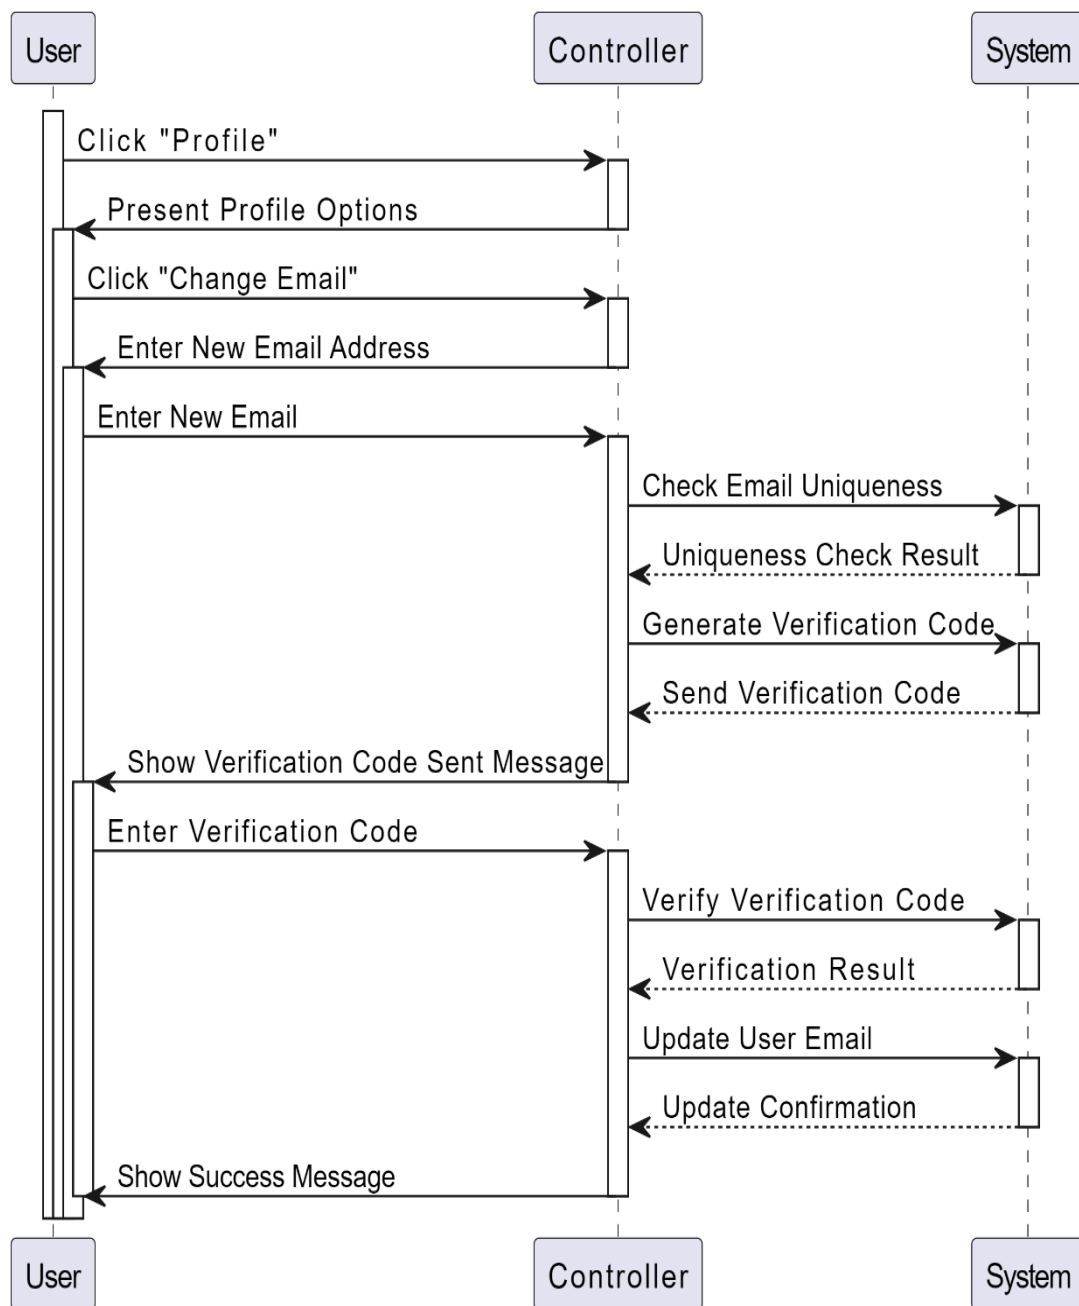 User Controller System
Click "Profile"
Present Profile Options
Click "Change Email"
Enter New Email Address
Enter New Email
Check Email Uniqueness
Uniqueness Check Result
Generate Verification Code
Send Verification Code
Show Verification Code Sent Message
Enter Verification Code
Verify Verification Code
Verification Result
Update User Email
Update Confirmation
Show Success Message
User Controller System